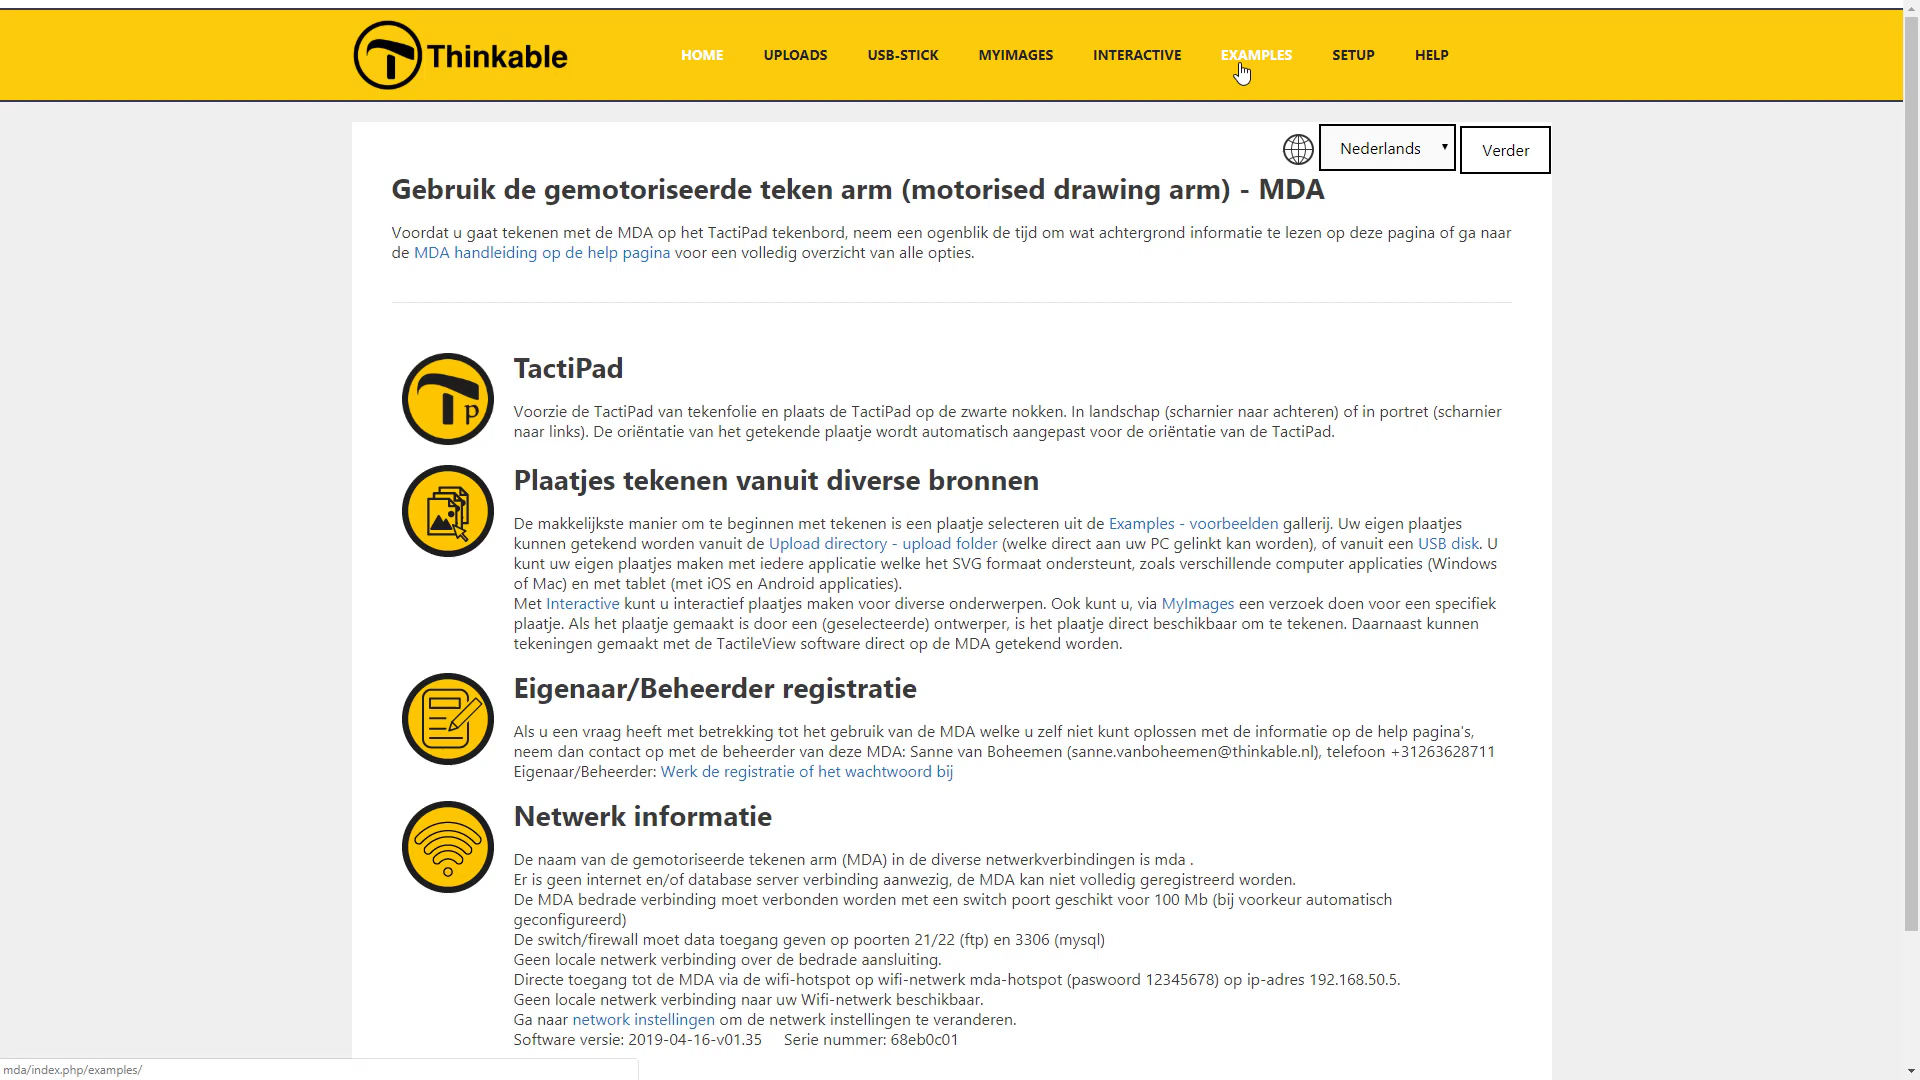 Thinkable
HOME UPLOADS USB-STICK MYIMAGES INTERACTIVE EXAMPLES SETUP HELP
Nederlands
Verder
Gebruik de gemotoriseerde teken arm (motorised drawing arm) - MDA
Voordat u gaat tekenen met de MDA op het TactiPad tekenbord, neem een ogenblik de tijd om wat achtergrond informatie te lezen op deze pagina of ga naar
de MDA handleiding op de help pagina voor een volledig overzicht van alle opties.
p
TactiPad
Voorzie de TactiPad van tekenfolie en plaats de TactiPad op de zwarte nokken. In landschap (scharnier naar achteren) of in portret (scharnier
naar links). De oriëntatie van het getekende plaatje wordt automatisch aangepast voor de oriëntatie van de TactiPad.
Plaatjes tekenen vanuit diverse bronnen
De makkelijkste manier om te beginnen met tekenen is een plaatje selecteren uit de Examples - voorbeelden gallerij. Uw eigen plaatjes
kunnen getekend worden vanuit de Upload directory - upload folder (welke direct aan uw PC gelinkt kan worden), of vanuit een USB disk. U
kunt uw eigen plaatjes maken met iedere applicatie welke het SVG formaat ondersteunt, zoals verschillende computer applicaties (Windows
of Mac) en met tablet (met iOS en Android applicaties).
Met Interactive kunt u interactief plaatjes maken voor diverse onderwerpen. Ook kunt u, via MyImages een verzoek doen voor een specifiek
plaatje. Als het plaatje gemaakt is door een (geselecteerde) ontwerper, is het plaatje direct beschikbaar om te tekenen. Daarnaast kunnen
tekeningen gemaakt met de TactileView software direct op de MDA getekend worden.
Eigenaar/Beheerder registratie
Als u een vraag heeft met betrekking tot het gebruik van de MDA welke u zelf niet kunt oplossen met de informatie op de help pagina's,
neem dan contact op met de beheerder van deze MDA: Sanne van Boheemen (sanne.vanboheemen@thinkable.nl), telefoon +31263628711
Eigenaar/Beheerder: Werk de registratie of het wachtwoord bij
Netwerk informatie
De naam van de gemotoriseerde tekenen arm (MDA) in de diverse netwerkverbindingen is mda .
Er is geen internet en/of database server verbinding aanwezig, de MDA kan niet volledig geregistreerd worden.
De MDA bedrade verbinding moet verbonden worden met een switch poort geschikt voor 100 Mb (bij voorkeur automatisch
geconfigureerd)
De switch/firewall moet data toegang geven op poorten 21/22 (ftp) en 3306 (mysql)
Geen locale netwerk verbinding over de bedrade aansluiting.
Directe toegang tot de MDA via de wifi-hotspot op wifi-netwerk mda-hotspot (paswoord 12345678) op ip-adres 192.168.50.5.
Geen locale netwerk verbinding naar uw Wifi-netwerk beschikbaar.
Ga naar network instellingen om de netwerk instellingen te veranderen.
Software versie: 2019-04-16-v01.35 Serie nummer: 68eb0c01
mda/index.php/examples/